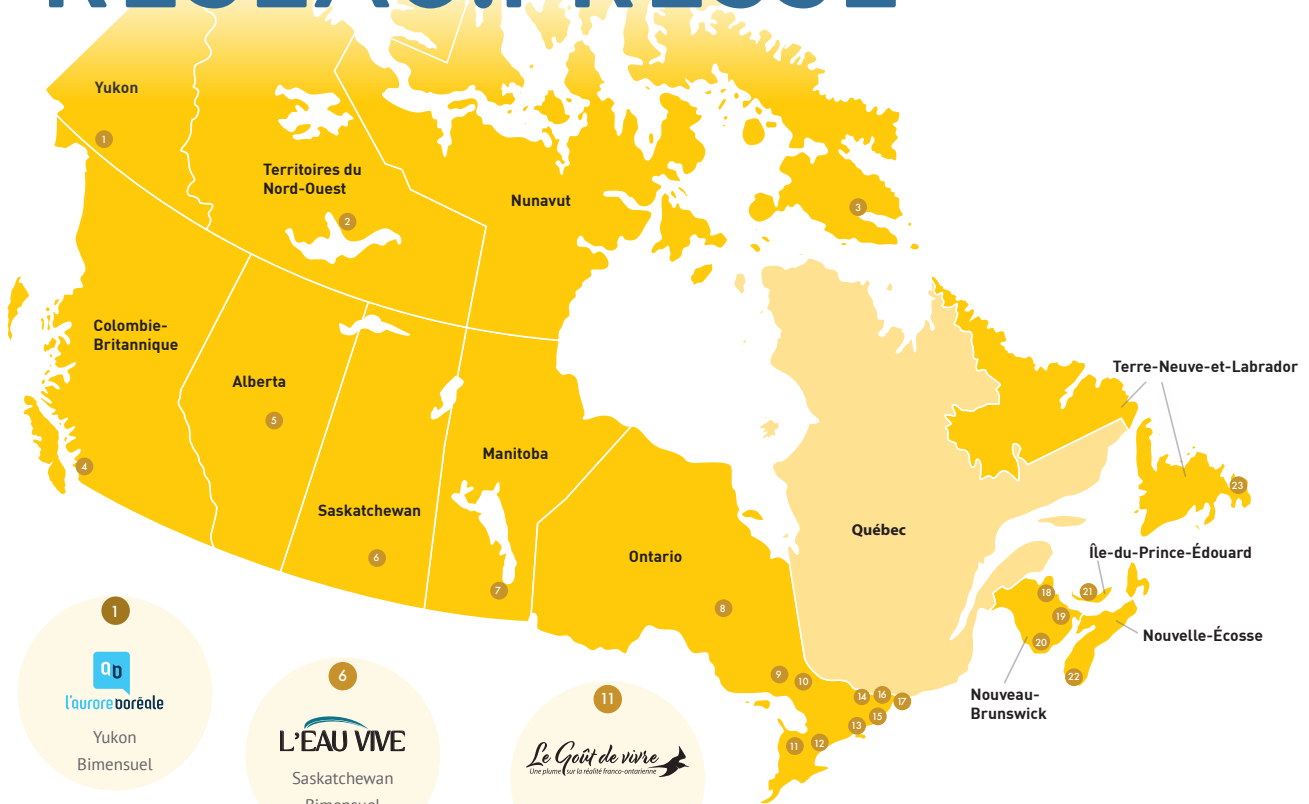 Yukon
1
Territoires du
Nord-Ouest
2
Nunavut
3
Colombie-
Britannique
4
Alberta
5
Saskatchewan
6
Manitoba
7
Ontario
8
9
10
11
12
13
14
15
16
17
Québec
Terre-Neuve-et-Labrador
23
Île-du-Prince-Édouard
18
21
19
20
Nouvelle-Écosse
22
Nouveau-
Brunswick
1
ab
l'aurore boréale
Yukon
Bimensuel
6
L'EAU VIVE
Saskatchewan
Bimensuel
11
Le Goût de vivre
Une plume sur la réalité franco-ontarienne